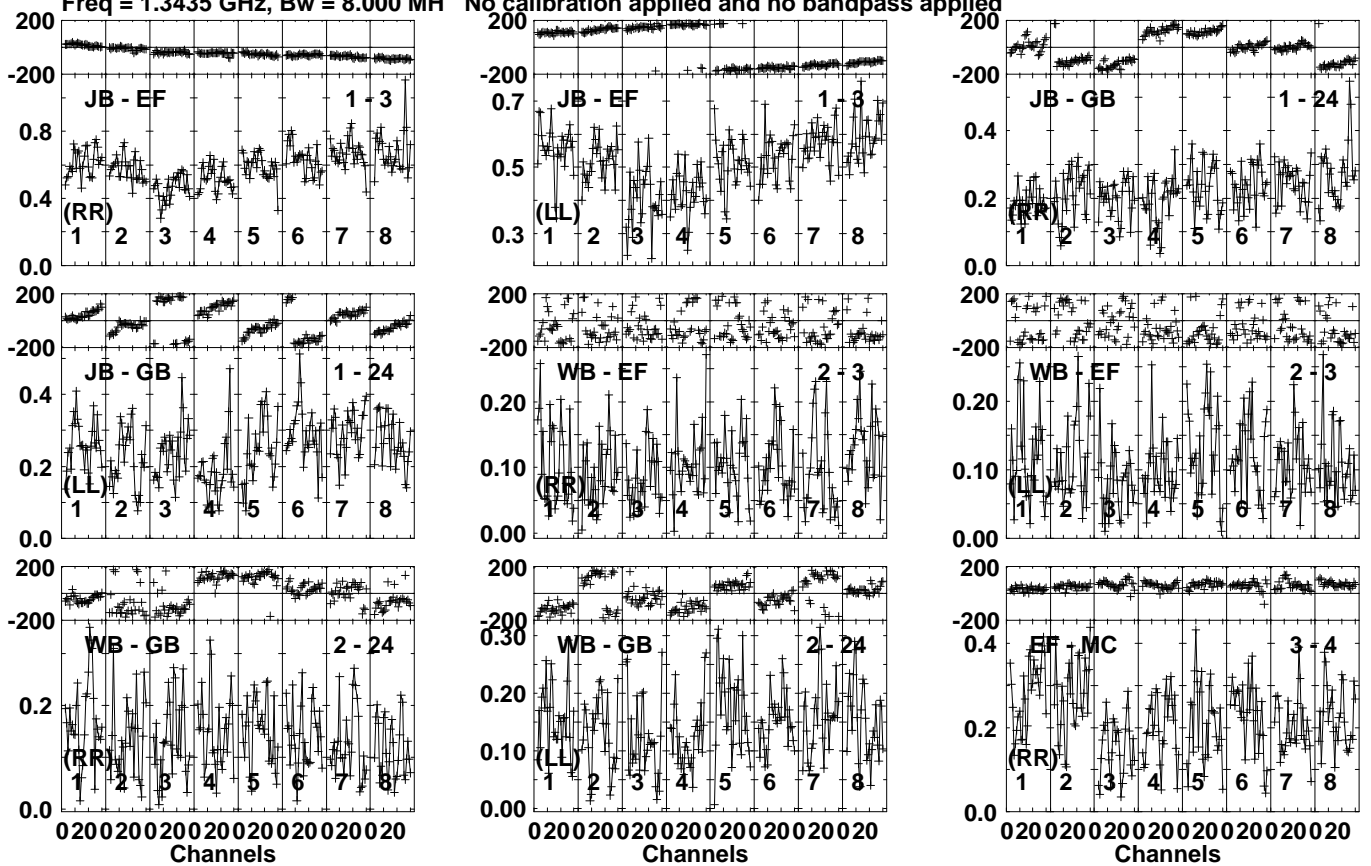 Freq = 1.3435 GHz, Bw = 8.000 MH No calibration applied and no bandpass applied
200
-200
JB - EF 1 - 3
0.8
0.4
0.0
(RR)
1 2 3 4 5 6 7 8
200
-200
JB - EF 1 - 3
0.7
0.5
0.3
(LL)
1 2 3 4 5 6 7 8
200
-200
JB - GB 1 - 24
0.4
0.2
0.0
(RR)
1 2 3 4 5 6 7 8
200
-200
JB - GB 1 - 24
0.4
0.2
0.0
(LL)
1 2 3 4 5 6 7 8
200
-200
WB - EF 2 - 3
0.20
0.10
0.00
(RR)
1 2 3 4 5 6 7 8
200
-200
WB - EF 2 - 3
0.20
0.10
0.00
(LL)
1 2 3 4 5 6 7 8
200
-200
WB - GB 2 - 24
0.2
0.0
(RR)
1 2 3 4 5 6 7 8
0 20 0 20 0 20 0 20 0 20 0 20 0 20 0 20
Channels
200
-200
WB - GB 2 - 24
0.30
0.20
0.10
0.00
(LL)
1 2 3 4 5 6 7 8
0 20 0 20 0 20 0 20 0 20 0 20 0 20 0 20
Channels
200
-200
EF - MC 3 - 4
0.4
0.2
0.0
(RR)
1 2 3 4 5 6 7 8
0 20 0 20 0 20 0 20 0 20 0 20 0 20 0 20
Channels